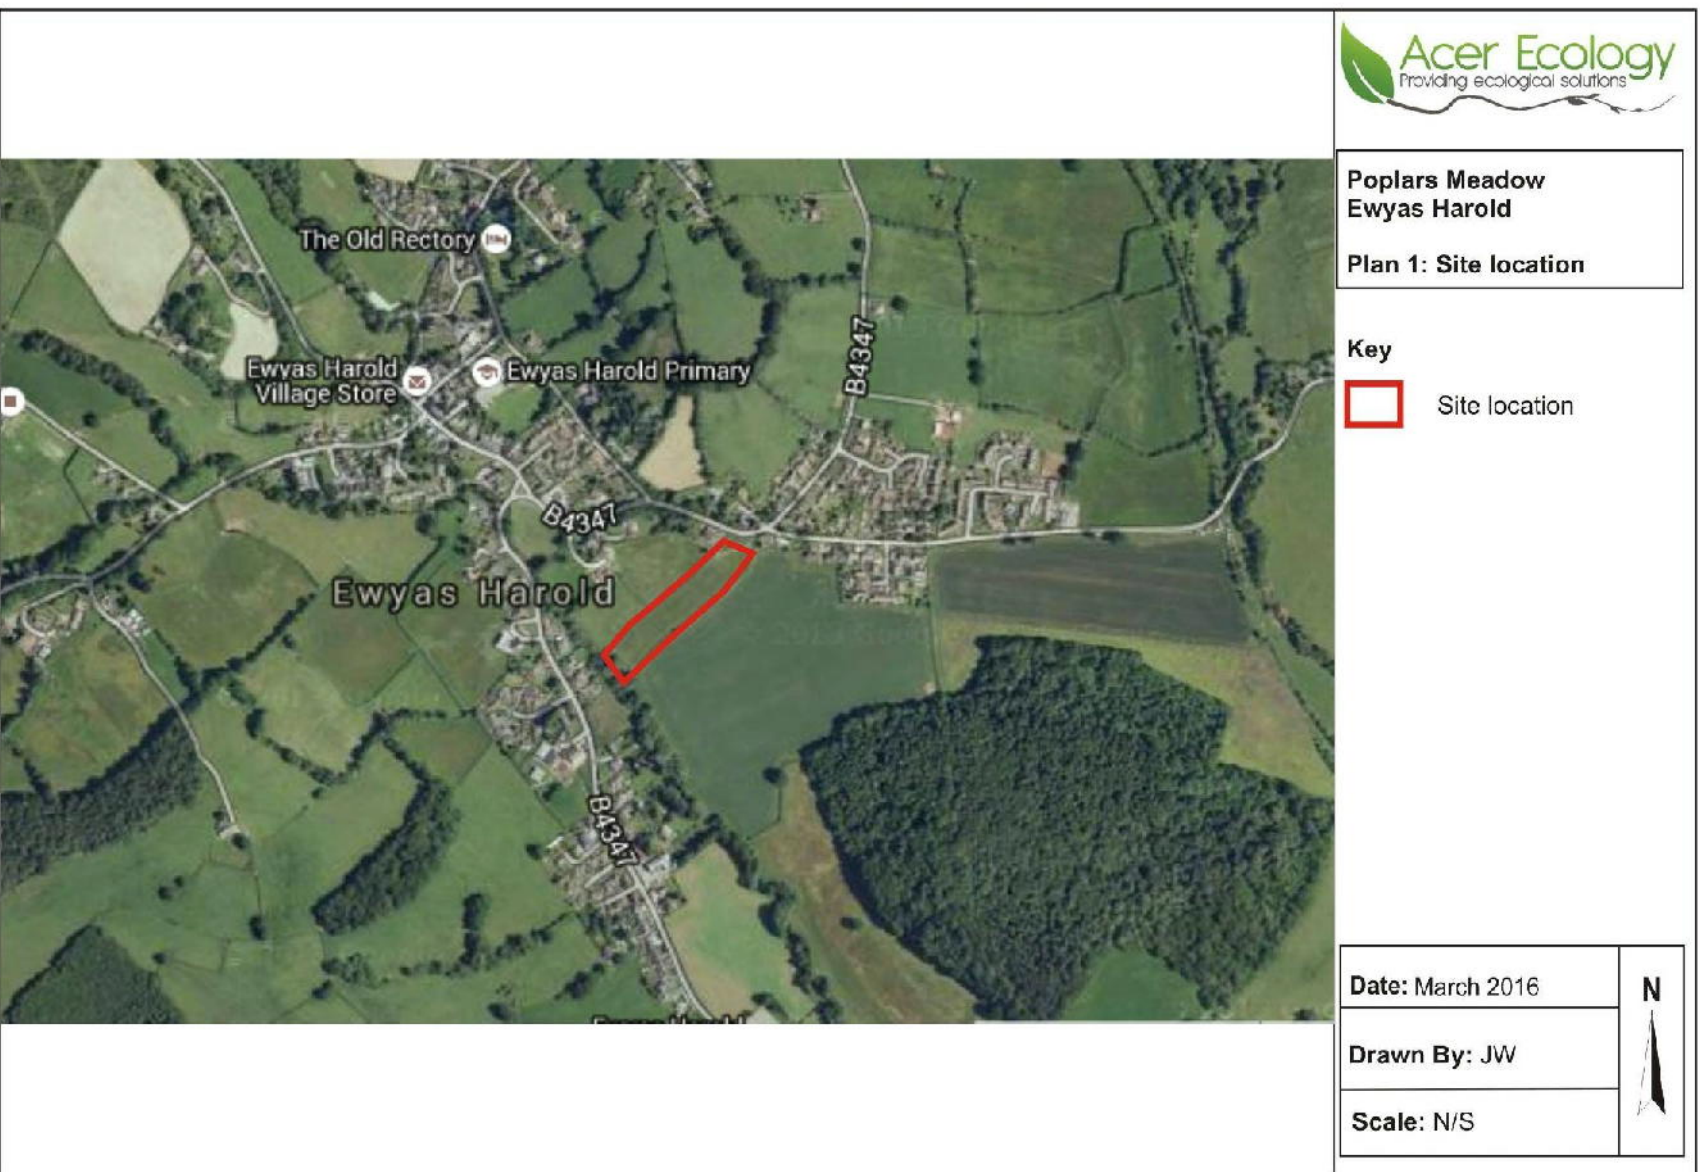 Acer Ecology
Providing ecological solutions
Poplars Meadow
Ewyas Harold
Plan 1: Site location
Key
Site location
The Old Rectory
Ewyas Harold
Village Store
Ewyas Harold Primary
B4347
B4347
Ewyas Harold
B4347
Date: March 2016
Drawn By: JW
Scale: N/S
N